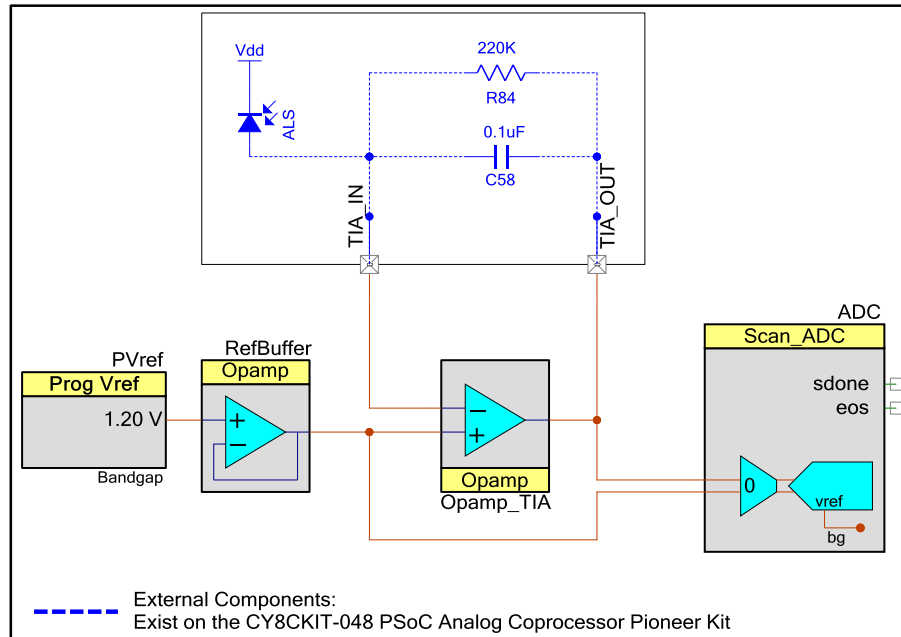 Vdd
ALS
220K
R84
0.1uF
C58
TIA_IN
TIA_OUT
PVref
Prog Vref
1.20 V
Bandgap
RefBuffer
Opamp
+
−
−
+
Opamp
Opamp_TIA
ADC
Scan_ADC
sdone
eos
0
vref
bg
External Components:
Exist on the CY8CKIT-048 PSoC Analog Coprocessor Pioneer Kit